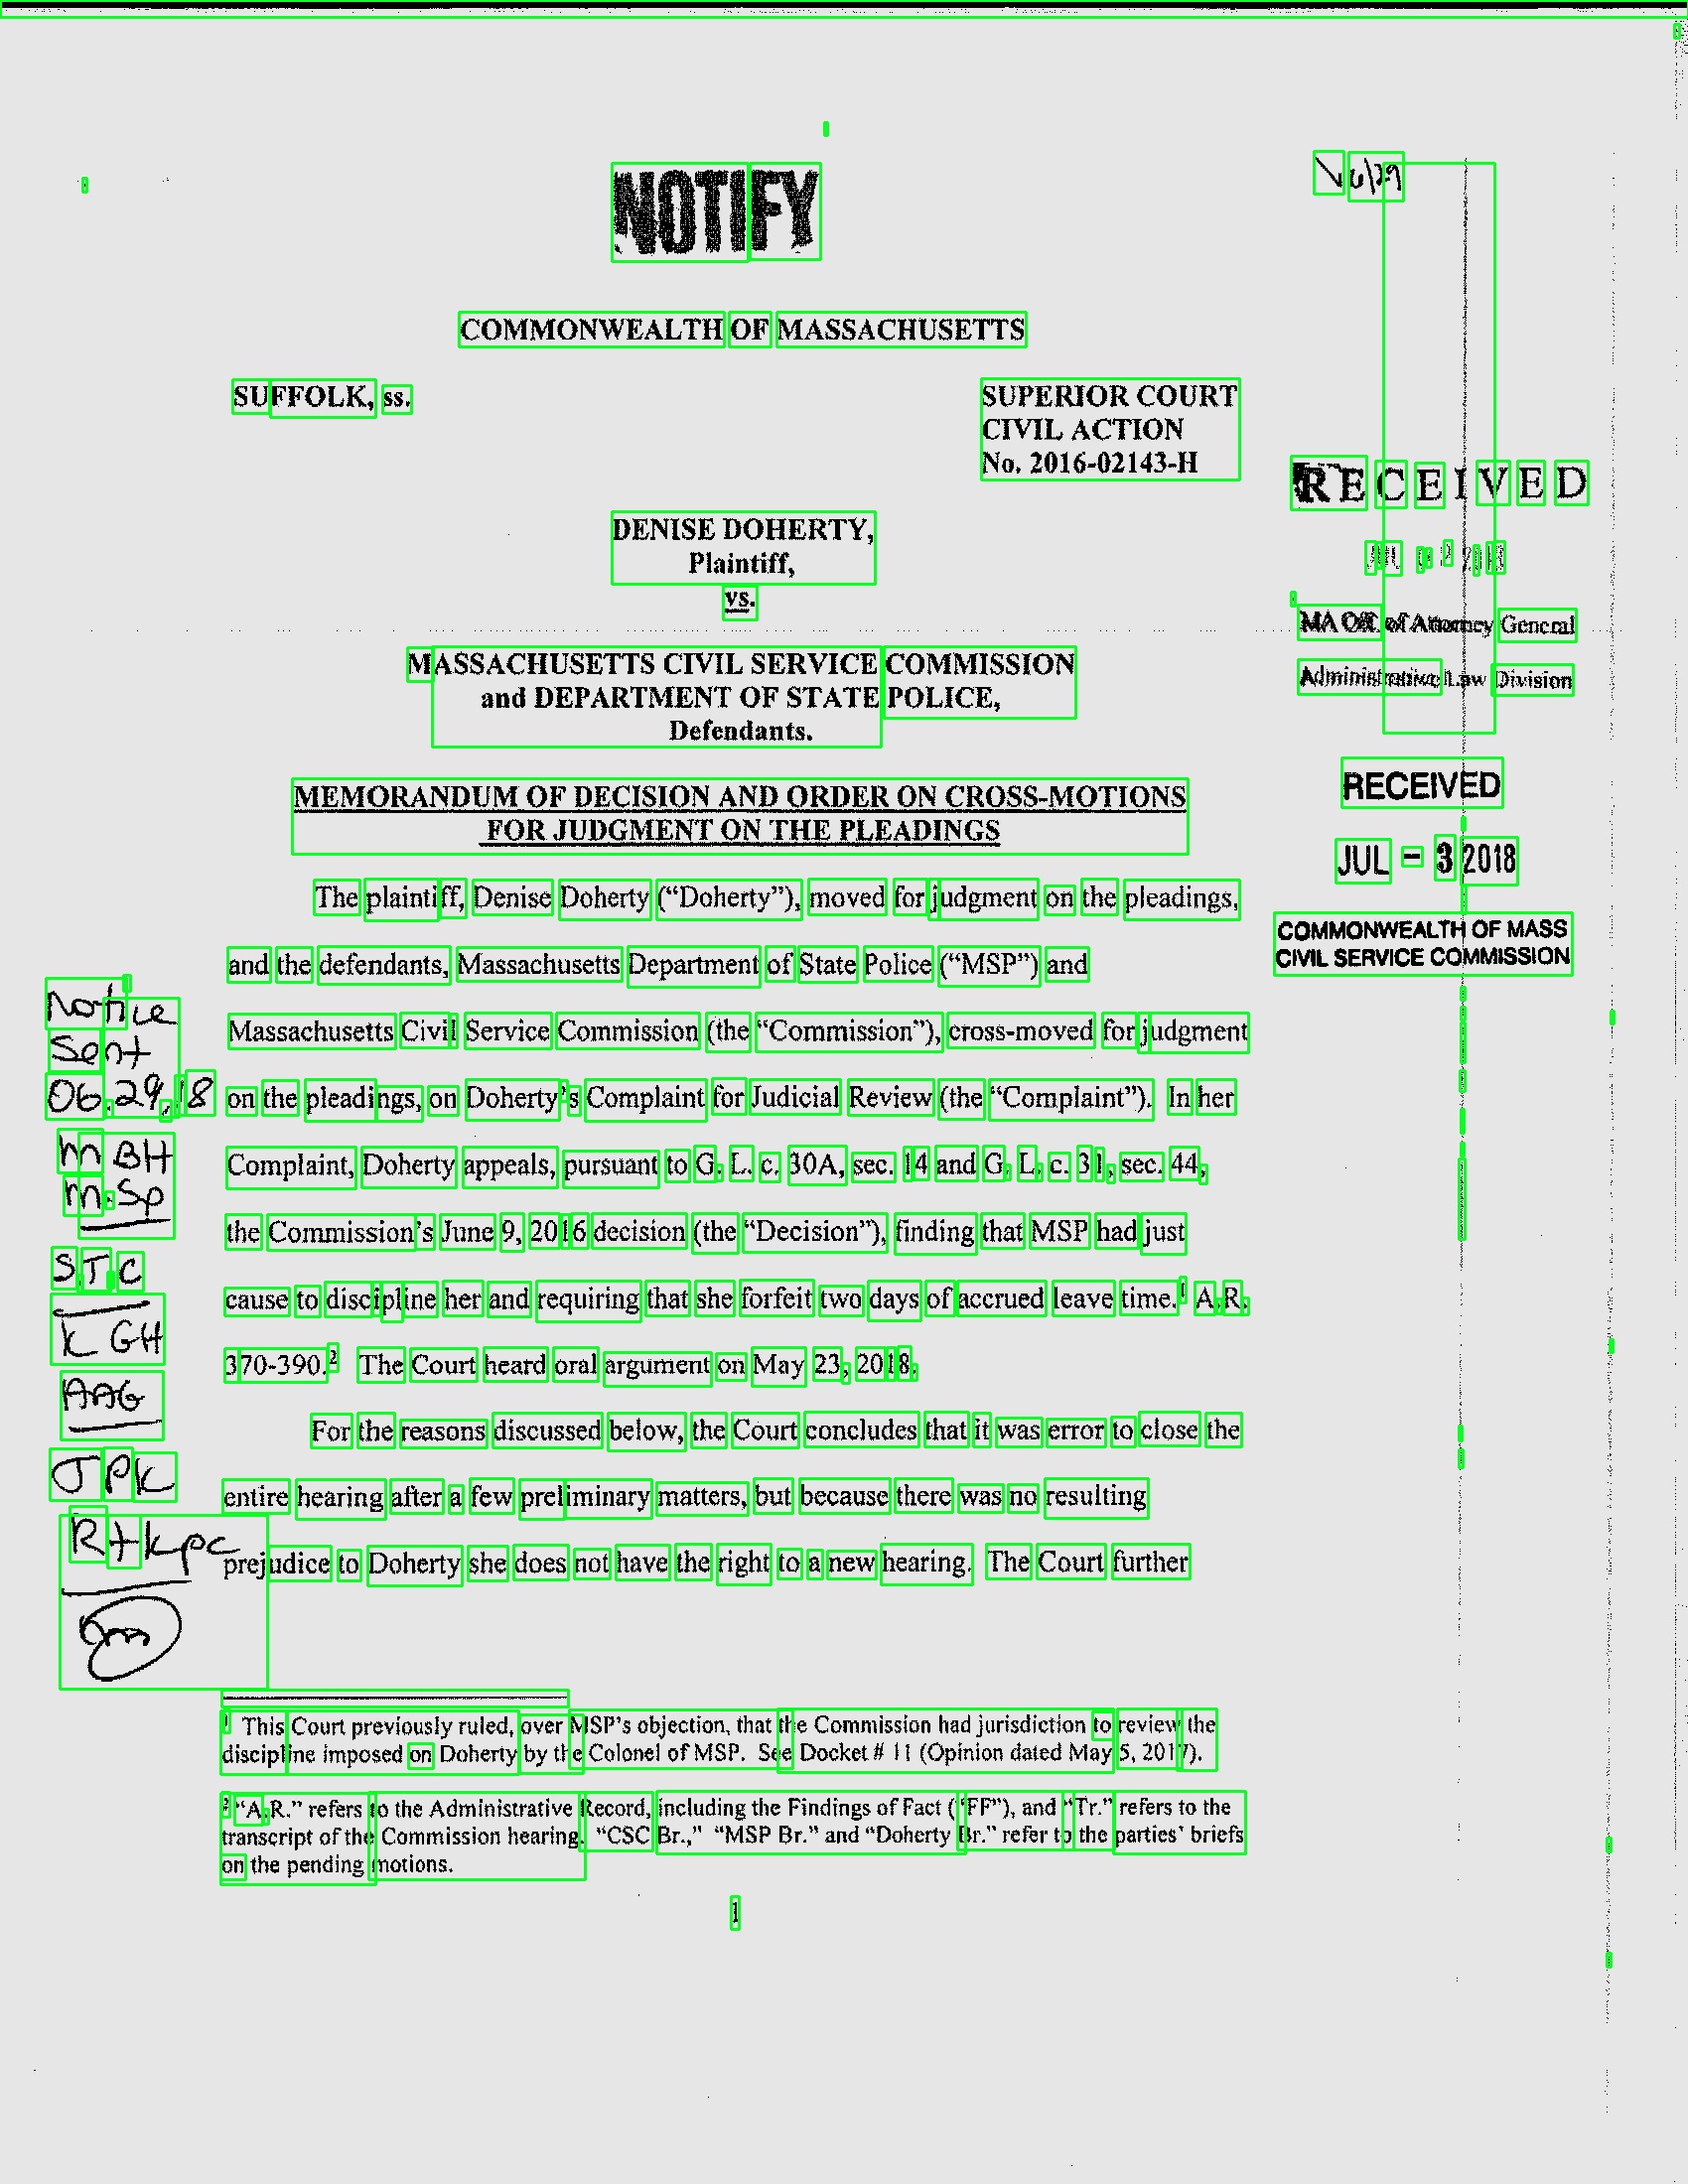 NOTIFY
6/29
COMMONWEALTH OF MASSACHUSETTS
SUFFOLK, ss.
SUPERIOR COURT
CIVIL ACTION
No. 2016-02143-H
RECEIVED
DENISE DOHERTY,
Plaintiff,
vs.
MA Off. of Attorney General
Administrative Law Division
MASSACHUSETTS CIVIL SERVICE COMMISSION
and DEPARTMENT OF STATE POLICE,
Defendants.
RECEIVED
JUL - 3 2018
COMMONWEALTH OF MASS
CIVIL SERVICE COMMISSION
MEMORANDUM OF DECISION AND ORDER ON CROSS-MOTIONS
FOR JUDGMENT ON THE PLEADINGS
The plaintiff, Denise Doherty (“Doherty”), moved for judgment on the pleadings,
and the defendants, Massachusetts Department of State Police (“MSP”) and
Massachusetts Civil Service Commission (the “Commission”), cross-moved for judgment
on the pleadings, on Doherty’s Complaint for Judicial Review (the “Complaint”). In her
Complaint, Doherty appeals, pursuant to G. L. c. 30A, sec. 14 and G. L. c. 31, sec. 44,
the Commission’s June 9, 2016 decision (the “Decision”), finding that MSP had just
cause to discipline her and requiring that she forfeit two days of accrued leave time.¹ A.R.
370-390.² The Court heard oral argument on May 23, 2018.
For the reasons discussed below, the Court concludes that it was error to close the
entire hearing after a few preliminary matters, but because there was no resulting
prejudice to Doherty she does not have the right to a new hearing. The Court further
Notice
Sent
06.29.18
mBH
m.Sp
S.T.C
KGH
AAG
JPK
R+kpc
¹ This Court previously ruled, over MSP’s objection, that the Commission had jurisdiction to review the
discipline imposed on Doherty by the Colonel of MSP. See Docket # 11 (Opinion dated May 5, 2017).
² “A.R.” refers to the Administrative Record, including the Findings of Fact (“FF”), and “Tr.” refers to the
transcript of the Commission hearing. “CSC Br.,” “MSP Br.” and “Doherty Br.” refer to the parties’ briefs
on the pending motions.
1